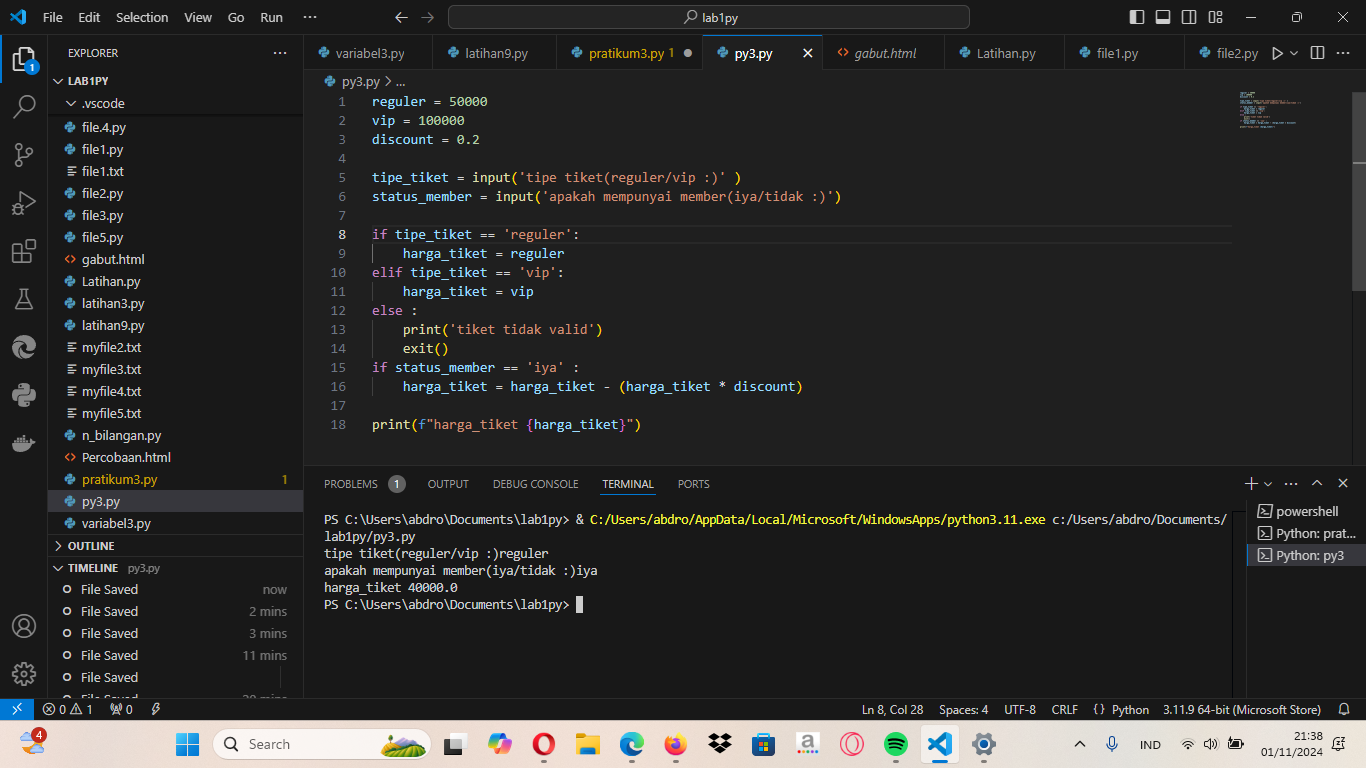 File Edit Selection View Go Run ··· lab1py
EXPLORER ···
variabel3.py latihan9.py pratikum3.py 1 py3.py gabut.html Latihan.py file1.py file2.py ···
LAB1PY
py3.py > ...
.vscode
file.4.py
file1.py
file1.txt
file2.py
file3.py
file5.py
gabut.html
Latihan.py
latihan3.py
latihan9.py
myfile2.txt
myfile3.txt
myfile4.txt
myfile5.txt
n_bilangan.py
Percobaan.html
pratikum3.py 1
py3.py
variabel3.py
OUTLINE
TIMELINE py3.py
File Saved now
File Saved 2 mins
File Saved 3 mins
File Saved 11 mins
File Saved
File Saved
1
1 reguler = 50000
2 vip = 100000
3 discount = 0.2
4
5 tipe_tiket = input('tipe tiket(reguler/vip :)' )
6 status_member = input('apakah mempunyai member(iya/tidak :)')
7
8 if tipe_tiket == 'reguler':
9 harga_tiket = reguler
10 elif tipe_tiket == 'vip':
11 harga_tiket = vip
12 else :
13 print('tiket tidak valid')
14 exit()
15 if status_member == 'iya' :
16 harga_tiket = harga_tiket - (harga_tiket * discount)
17
18 print(f"harga_tiket {harga_tiket}")
PROBLEMS 1 OUTPUT DEBUG CONSOLE TERMINAL PORTS
PS C:\Users\abdro\Documents\lab1py> & C:/Users/abdro/AppData/Local/Microsoft/WindowsApps/python3.11.exe c:/Users/abdro/Documents/
lab1py/py3.py
tipe tiket(reguler/vip :)reguler
apakah mempunyai member(iya/tidak :)iya
harga_tiket 40000.0
PS C:\Users\abdro\Documents\lab1py>
powershell
Python: prat...
Python: py3
0 1 0 Ln 8, Col 28 Spaces: 4 UTF-8 CRLF { } Python 3.11.9 64-bit (Microsoft Store)
4 Search IND 21:38
01/11/2024